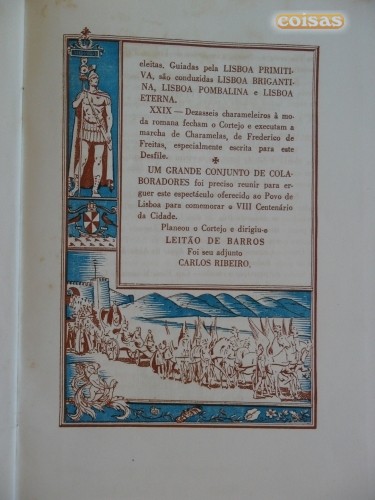 coisas
eleitas. Guiadas pela LISBOA PRIMITI-
VA, são conduzidas LISBOA BRIGANTI-
NA, LISBOA POMBALINA e LISBOA
ETERNA.
XXIX — Dezasseis charameleiros à mo-
da romana fecham o Cortejo e executam a
marcha de Charamelas, de Frederico de
Freitas, especialmente escrita para este
Desfile.
UM GRANDE CONJUNTO DE COLA-
BORADORES foi preciso reunir para er-
guer este espectáculo oferecido ao Povo de
Lisboa para comemorar o VIII Centenário
da Cidade.
Planeou o Cortejo e dirigiu-o
LEITÃO DE BARROS
Foi seu adjunto
CARLOS RIBEIRO.